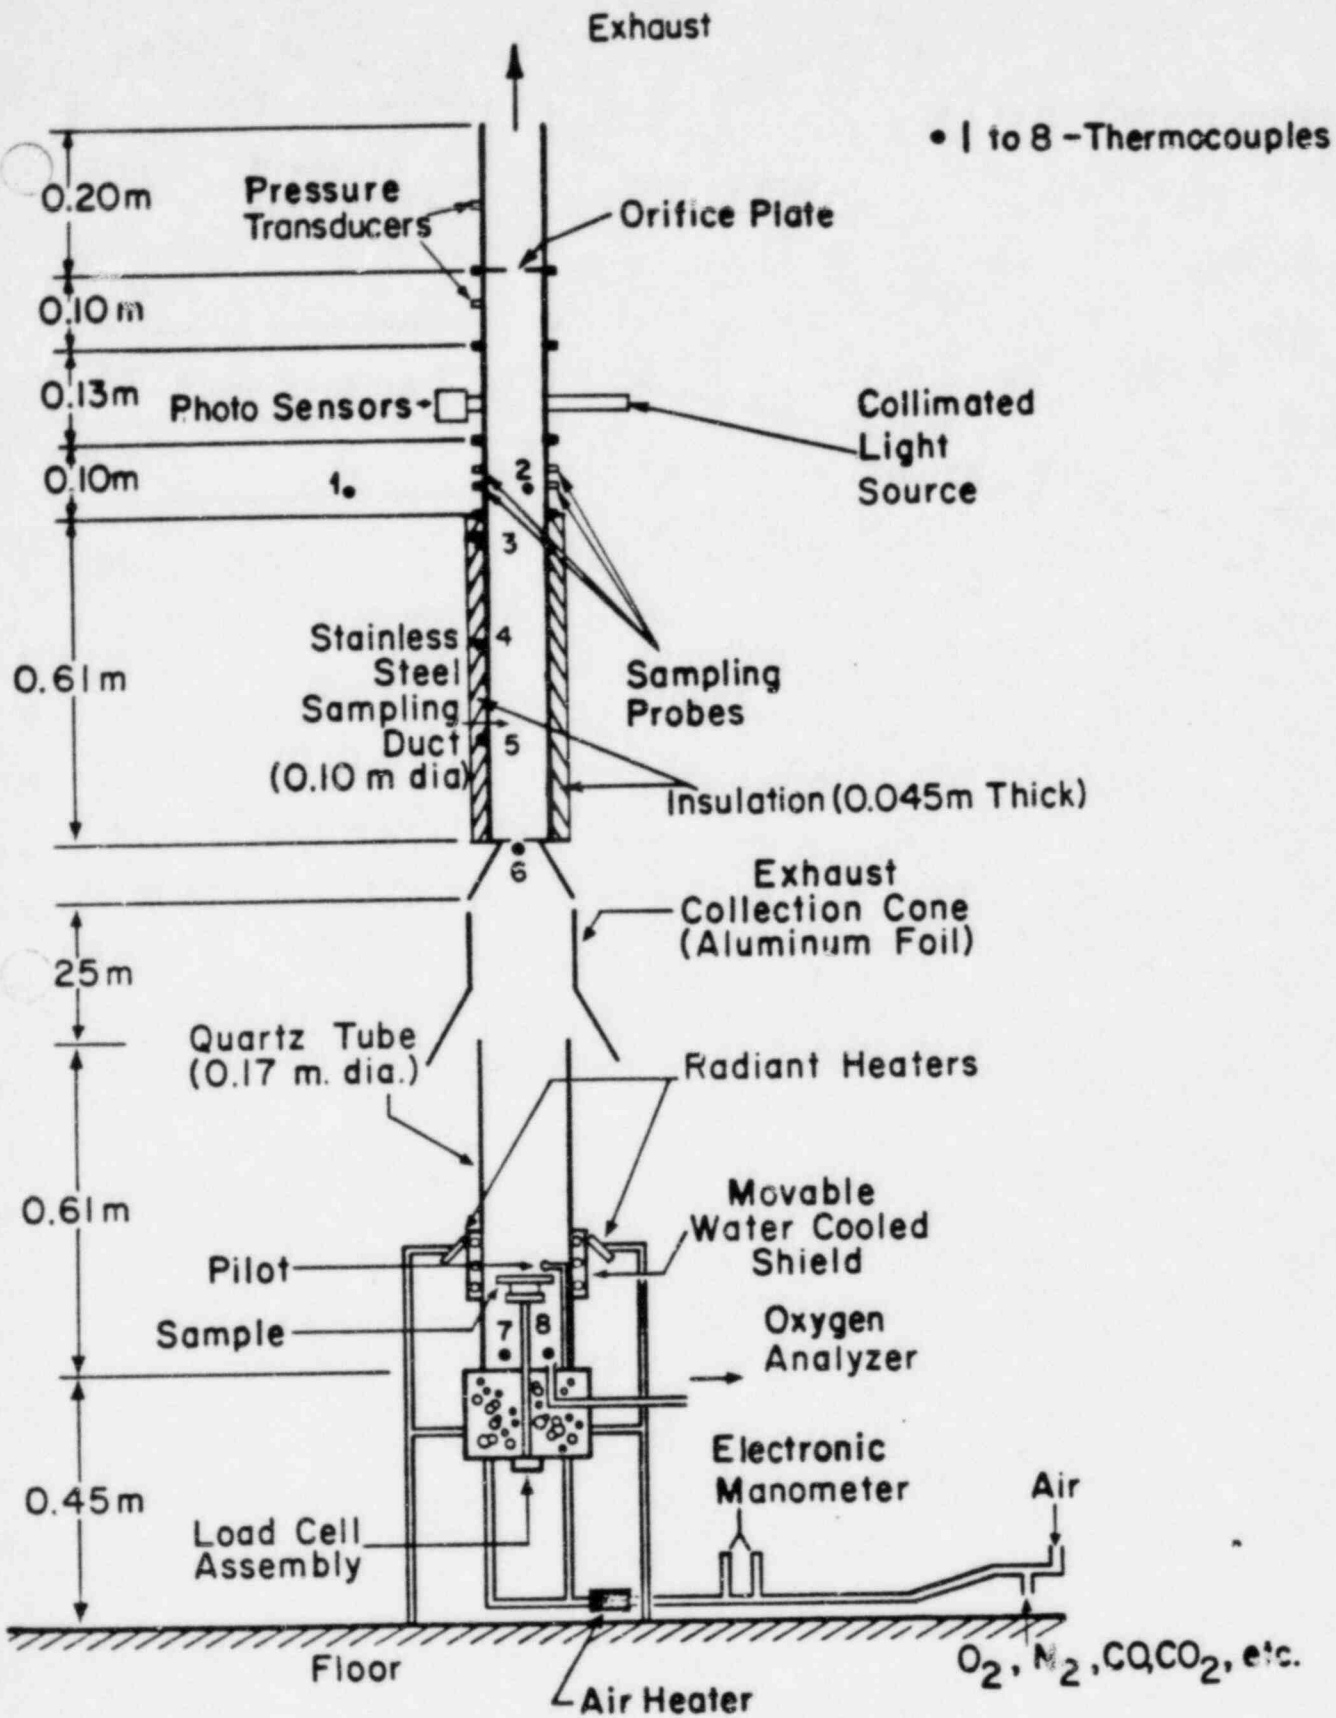 Exhaust
• 1 to 8 - Thermocouples
0.20m
Pressure
Transducers
Orifice Plate
0.10 m
0.13m
Photo Sensors
Collimated
Light
Source
0.10m
1
2
3
4
Stainless
Steel
Sampling
Duct
(0.10 m dia)
5
Sampling
Probes
0.61m
Insulation (0.045m Thick)
6
Exhaust
Collection Cone
(Aluminum Foil)
25m
Quartz Tube
(0.17 m. dia.)
Radiant Heaters
0.61m
Movable
Water Cooled
Shield
Pilot
Sample
7
8
Oxygen
Analyzer
Electronic
Manometer
Air
0.45m
Load Cell
Assembly
Floor
Air Heater
O2, N2, CO,CO2, etc.